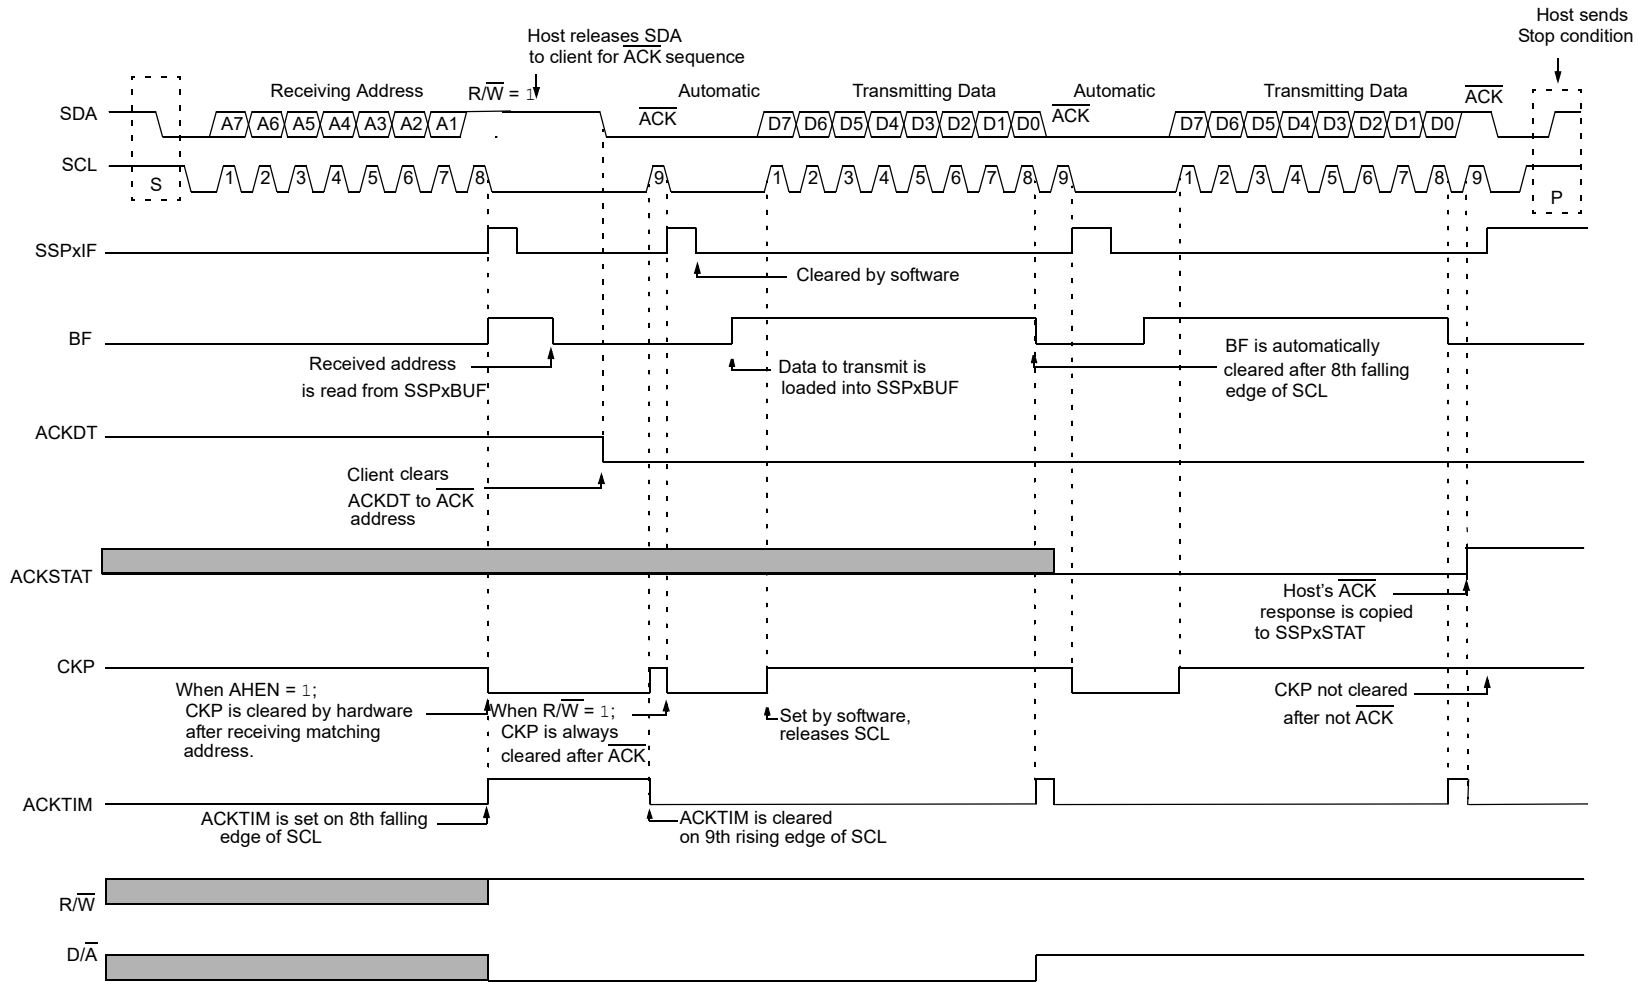 Host sends
Stop condition
Host releases SDA
to client for A̅C̅K̅ sequence
Receiving Address
R/W̅ = 1
Automatic
Transmitting Data
Automatic
Transmitting Data
A̅C̅K̅
SDA
A7 A6 A5 A4 A3 A2 A1
A̅C̅K̅
D7 D6 D5 D4 D3 D2 D1 D0
A̅C̅K̅
D7 D6 D5 D4 D3 D2 D1 D0
SCL
S
1 2 3 4 5 6 7 8 9
1 2 3 4 5 6 7 8 9
1 2 3 4 5 6 7 8 9
P
SSPxIF
Cleared by software
BF
Received address
is read from SSPxBUF
Data to transmit is
loaded into SSPxBUF
BF is automatically
cleared after 8th falling
edge of SCL
ACKDT
Client clears
ACKDT to A̅C̅K̅
address
ACKSTAT
Host's A̅C̅K̅
response is copied
to SSPxSTAT
CKP
When AHEN = 1;
CKP is cleared by hardware
after receiving matching
address.
When R/W̅ = 1;
CKP is always
cleared after A̅C̅K̅
Set by software,
releases SCL
CKP not cleared
after not A̅C̅K̅
ACKTIM
ACKTIM is set on 8th falling
edge of SCL
ACKTIM is cleared
on 9th rising edge of SCL
R/W̅
D/A̅